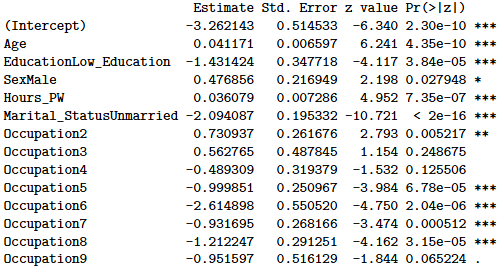 Estimate Std. Error z value Pr(>|z|)
(Intercept) -3.262143 0.514533 -6.340 2.30e-10 ***
Age 0.041171 0.006597 6.241 4.35e-10 ***
EducationLow_Education -1.431424 0.347718 -4.117 3.84e-05 ***
SexMale 0.476856 0.216949 2.198 0.027948 *
Hours_PW 0.036079 0.007286 4.952 7.35e-07 ***
Marital_StatusUnmarried -2.094087 0.195332 -10.721 < 2e-16 ***
Occupation2 0.730937 0.261676 2.793 0.005217 **
Occupation3 0.562765 0.487845 1.154 0.248675
Occupation4 -0.489309 0.319379 -1.532 0.125506
Occupation5 -0.999851 0.250967 -3.984 6.78e-05 ***
Occupation6 -2.614898 0.550520 -4.750 2.04e-06 ***
Occupation7 -0.931695 0.268166 -3.474 0.000512 ***
Occupation8 -1.212247 0.291251 -4.162 3.15e-05 ***
Occupation9 -0.951597 0.516129 -1.844 0.065224 .